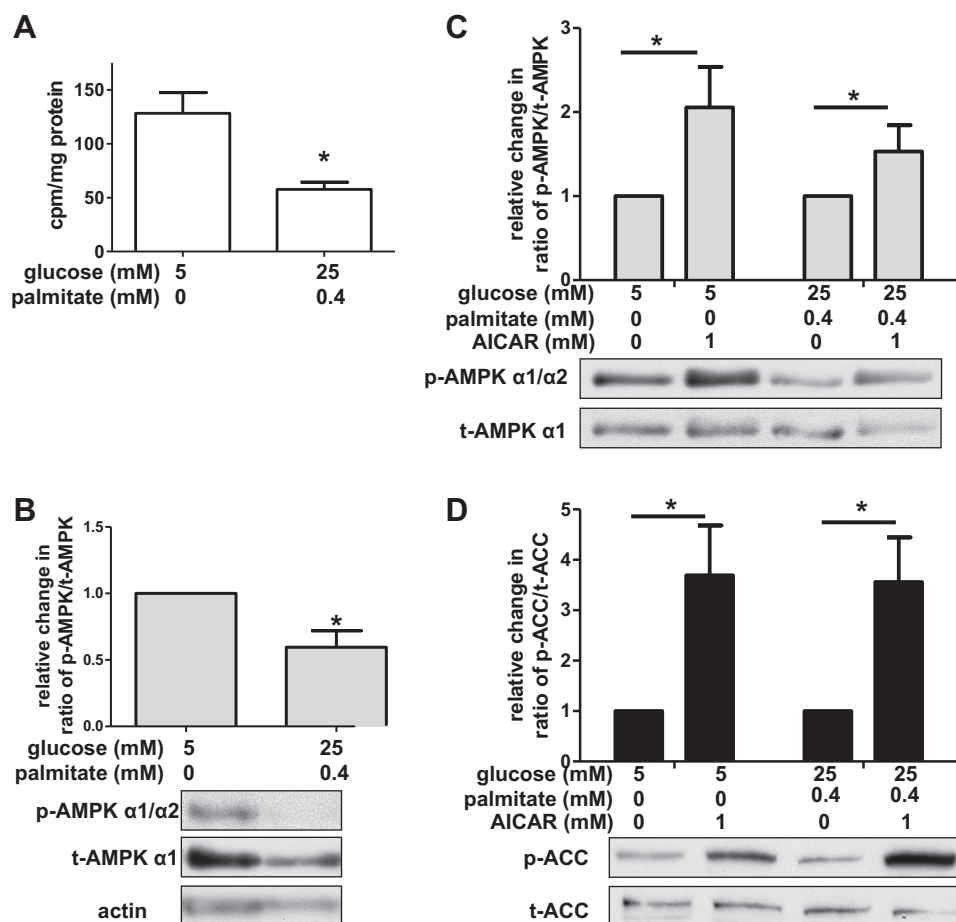 A
cpm/mg protein
150
100
50
0
*
glucose (mM) 5 25
palmitate (mM) 0 0.4
B
relative change in
ratio of p-AMPK/t-AMPK
1.5
1.0
0.5
0.0
*
glucose (mM) 5 25
palmitate (mM) 0 0.4
p-AMPK α1/α2
t-AMPK α1
actin
C
relative change in
ratio of p-AMPK/t-AMPK
3
2
1
0
* *
glucose (mM) 5 5 25 25
palmitate (mM) 0 0 0.4 0.4
AICAR (mM) 0 1 0 1
p-AMPK α1/α2
t-AMPK α1
D
relative change in
ratio of p-ACC/t-ACC
5
4
3
2
1
0
* *
glucose (mM) 5 5 25 25
palmitate (mM) 0 0 0.4 0.4
AICAR (mM) 0 1 0 1
p-ACC
t-ACC